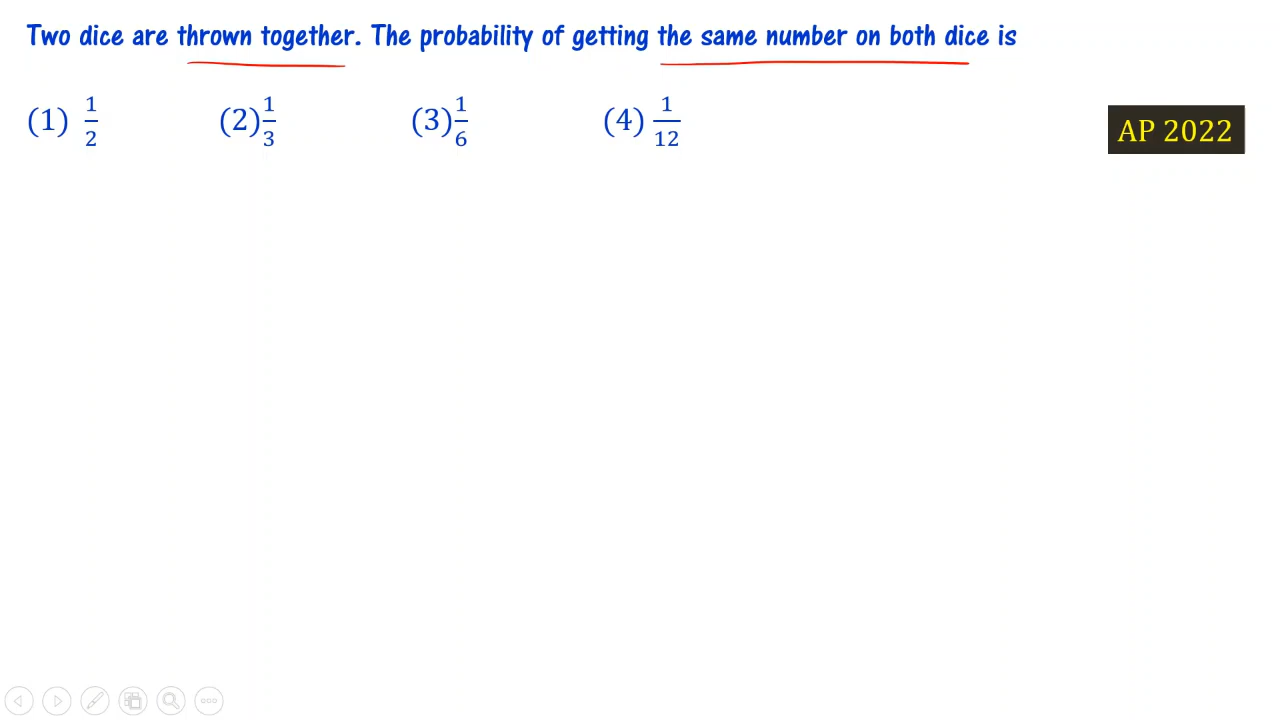 Two dice are thrown together. The probability of getting the same number on both dice is
(1) 1/2 (2) 1/3 (3) 1/6 (4) 1/12
AP 2022